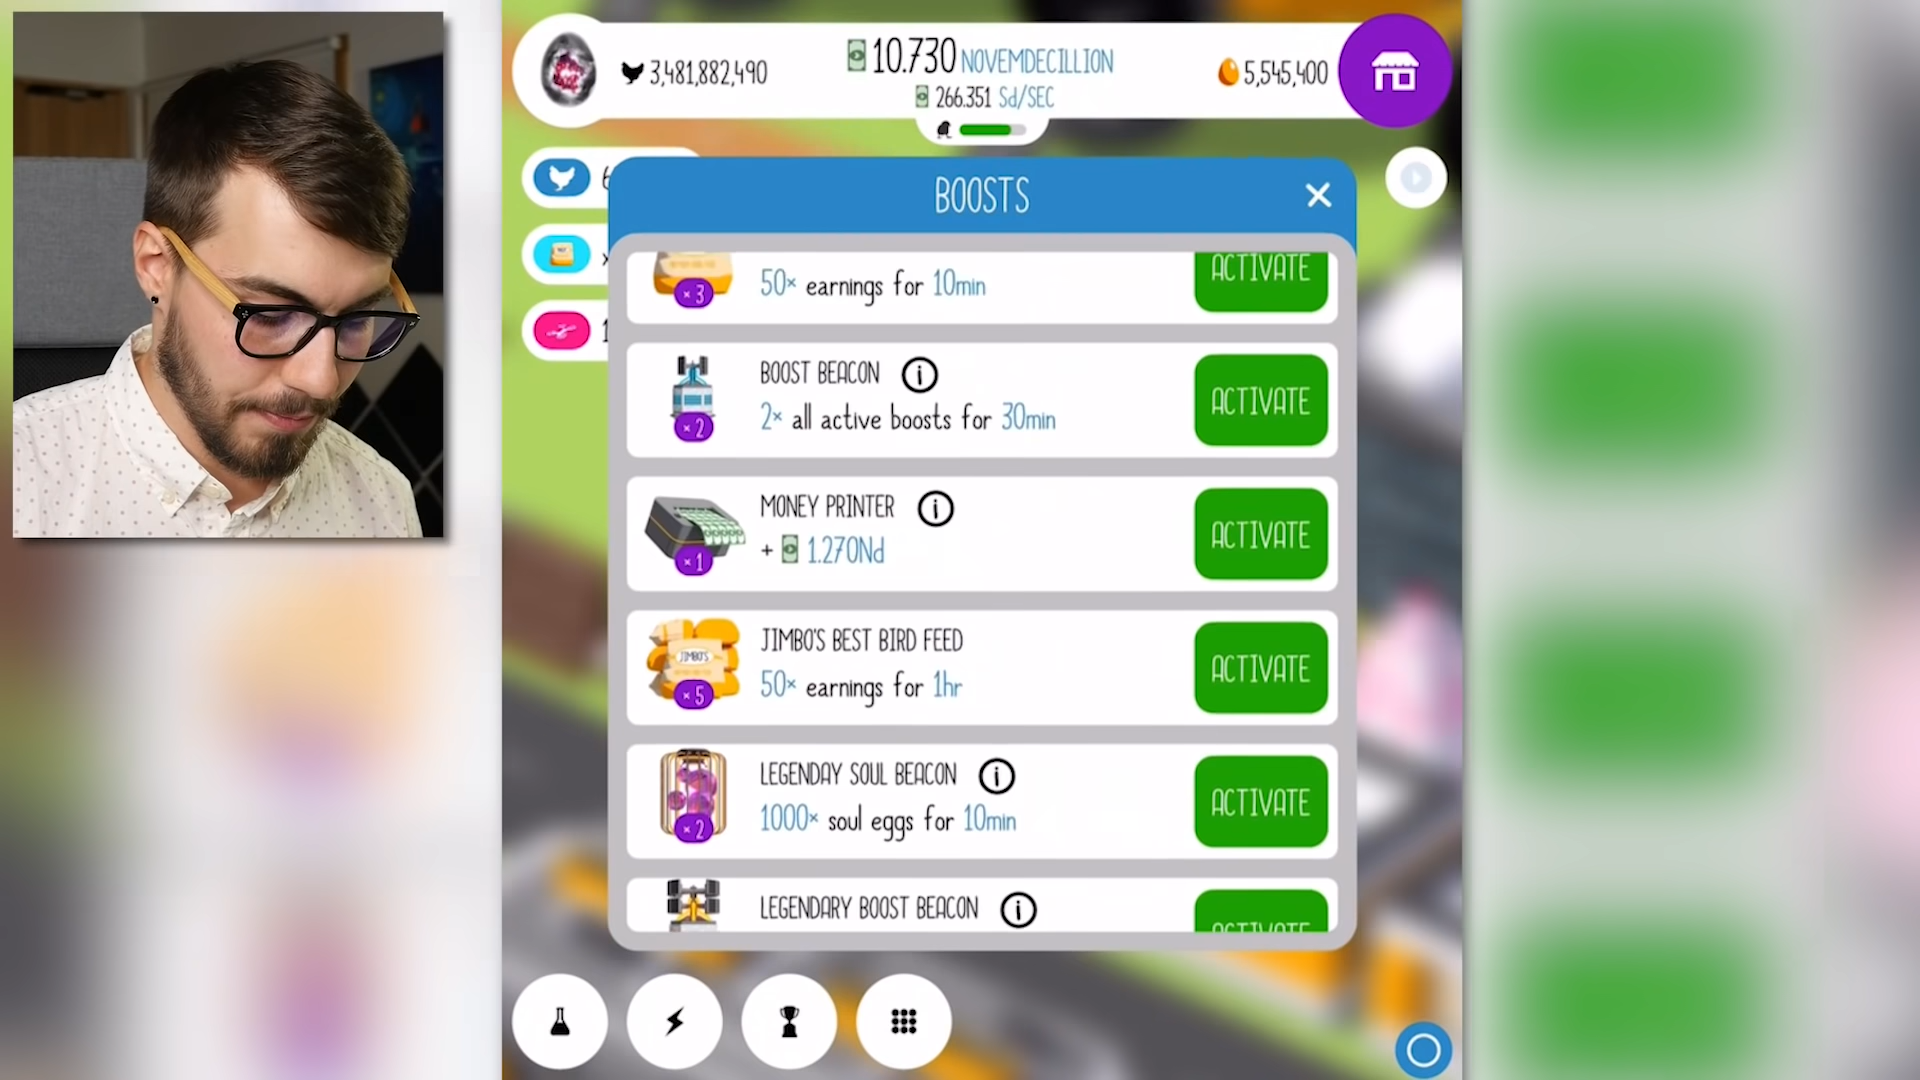 3,481,882,490
10.730 NOVEMDECILLION
266.351 Sd/SEC
5,545,400
BOOSTS
×3
50× earnings for 10min
ACTIVATE
BOOST BEACON i
×2
2× all active boosts for 30min
ACTIVATE
MONEY PRINTER i
×1
+ 1.270Nd
ACTIVATE
JIMBO'S BEST BIRD FEED
JIMBO'S
×5
50× earnings for 1hr
ACTIVATE
LEGENDAY SOUL BEACON i
×2
1000× soul eggs for 10min
ACTIVATE
LEGENDARY BOOST BEACON i
ACTIVATE